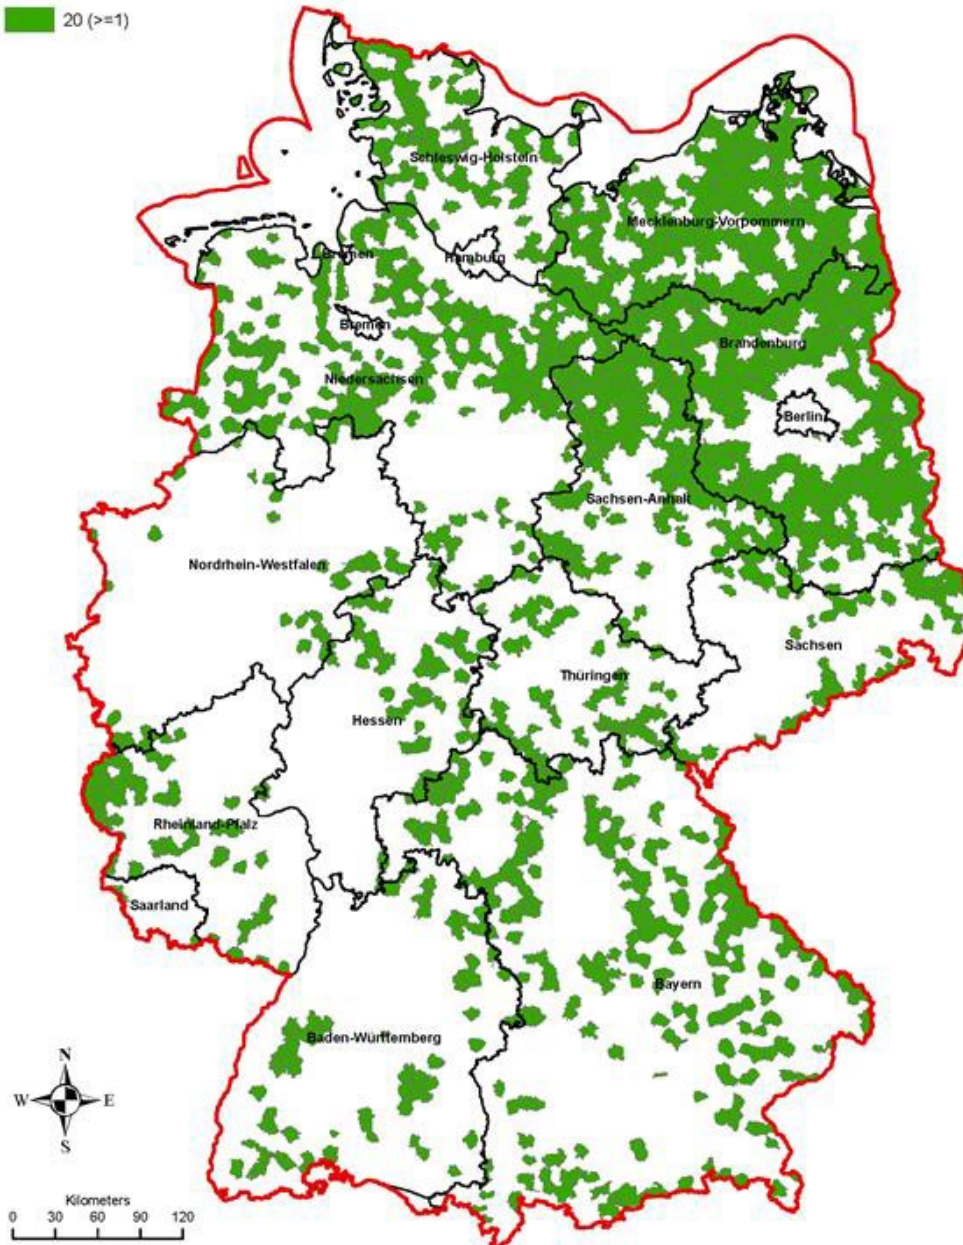 20 (>=1)
Schleswig-Holstein
Mecklenburg-Vorpommern
Hamburg
Bremen
Bremen
Brandenburg
Niedersachsen
Berlin
Sachsen-Anhalt
Nordrhein-Westfalen
Sachsen
Thüringen
Hessen
Rheinland-Pfalz
Saarland
Bayern
Baden-Württemberg
N
W
E
S
Kilometers
0 30 60 90 120